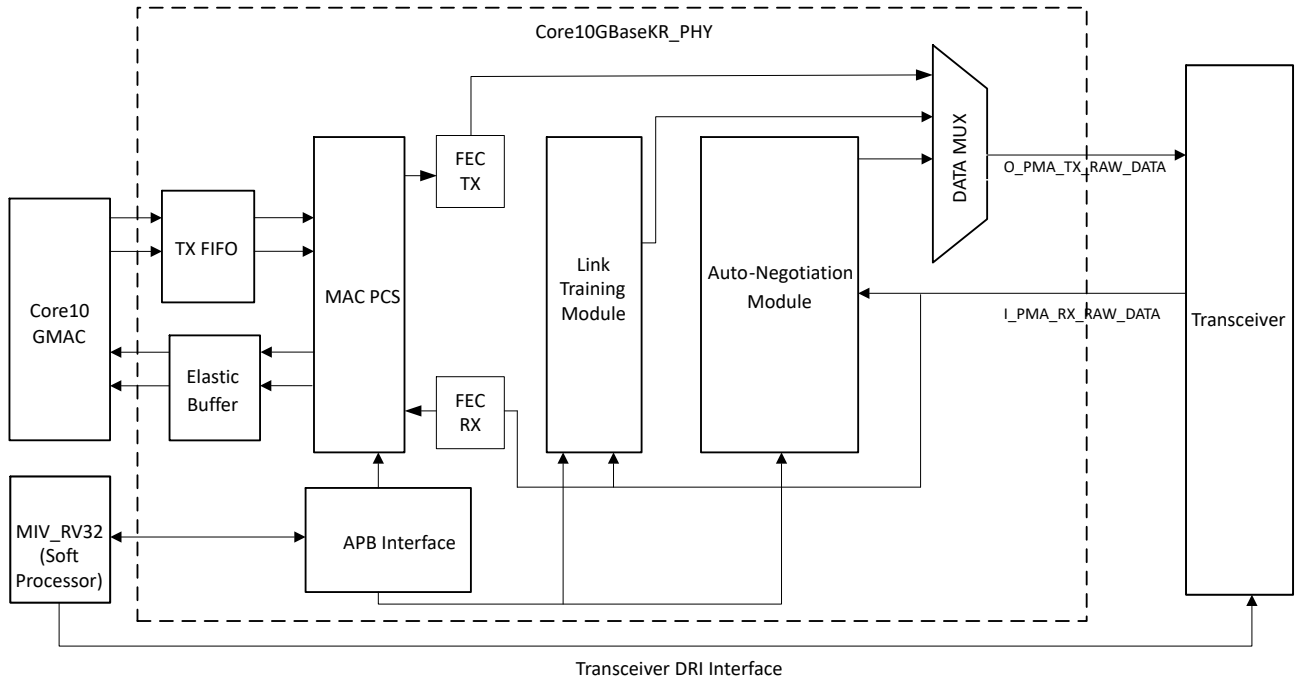 Core10GBaseKR_PHY
FEC
TX
DATA MUX
O_PMA_TX_RAW_DATA
TX FIFO
MAC PCS
Link
Training
Module
Auto-Negotiation
Module
I_PMA_RX_RAW_DATA
Transceiver
Core10
GMAC
Elastic
Buffer
FEC
RX
MIV_RV32
(Soft
Processor)
APB Interface
Transceiver DRI Interface